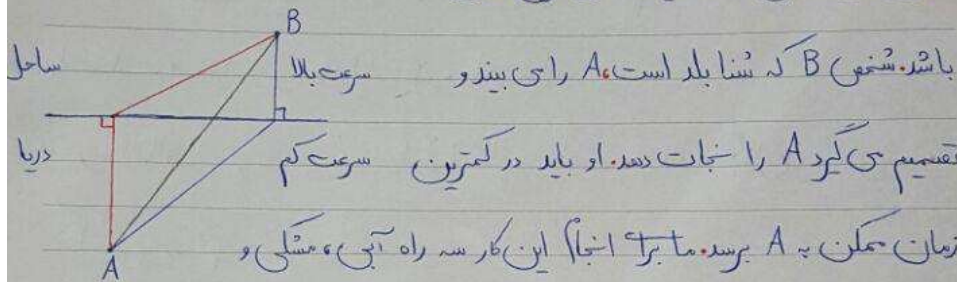 B
ساحل
سرعت بالا
باشد. شخص B که شنا بلد است، A را می بیند و
دریا
سرعت کم
تصمیم می گیرد A را نجات دهد. او باید در کمترین
زمان ممکن به A برسد. ما برای انجام این کار سه راه آبی، مشکی و
A